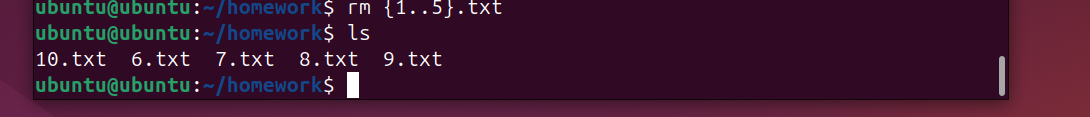 ubuntu@ubuntu:~/homework$ rm {1..5}.txt
ubuntu@ubuntu:~/homework$ ls
10.txt  6.txt  7.txt  8.txt  9.txt
ubuntu@ubuntu:~/homework$